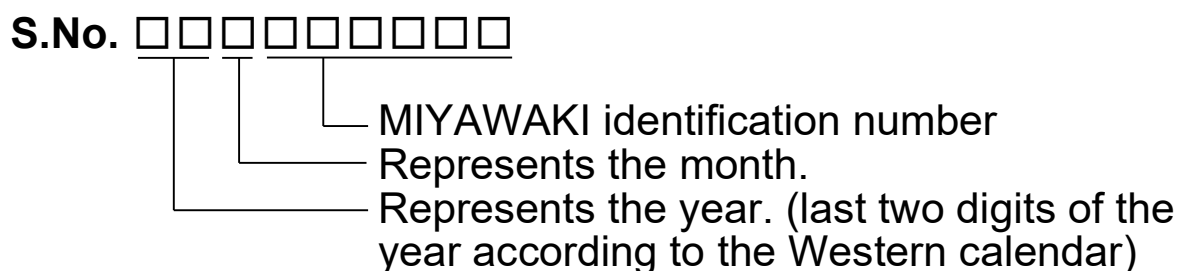 S.No. □□□□□□□□□
MIYAWAKI identification number
Represents the month.
Represents the year. (last two digits of the
year according to the Western calendar)